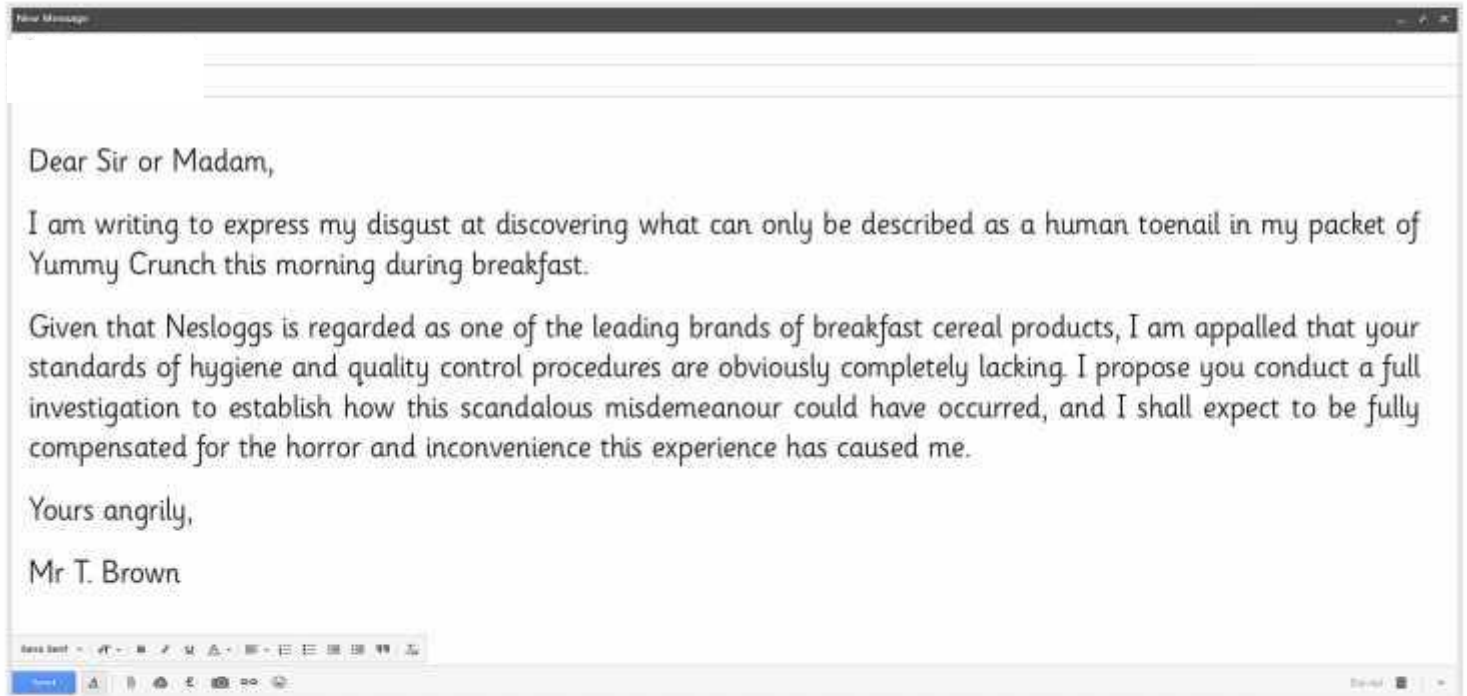 New Message
Dear Sir or Madam,
I am writing to express my disgust at discovering what can only be described as a human toenail in my packet of
Yummy Crunch this morning during breakfast.
Given that Nesloggs is regarded as one of the leading brands of breakfast cereal products, I am appalled that your
standards of hygiene and quality control procedures are obviously completely lacking. I propose you conduct a full
investigation to establish how this scandalous misdemeanour could have occurred, and I shall expect to be fully
compensated for the horror and inconvenience this experience has caused me.
Yours angrily,
Mr T. Brown
Sans Serif
Send